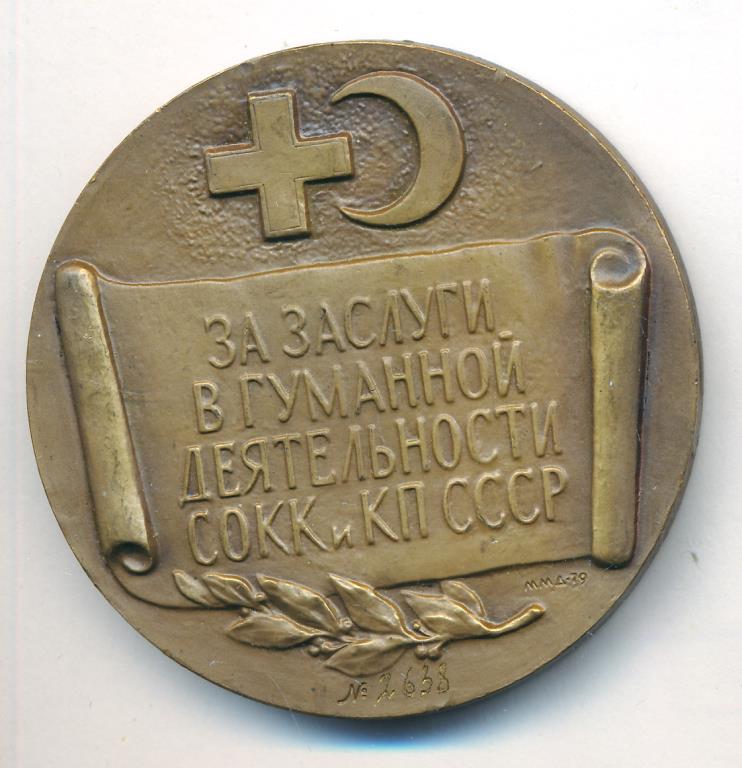 ЗА ЗАСЛУГИ
В ГУМАННОЙ
ДЕЯТЕЛЬНОСТИ
СОКК и КП СССР
ММД-79
№ 2638